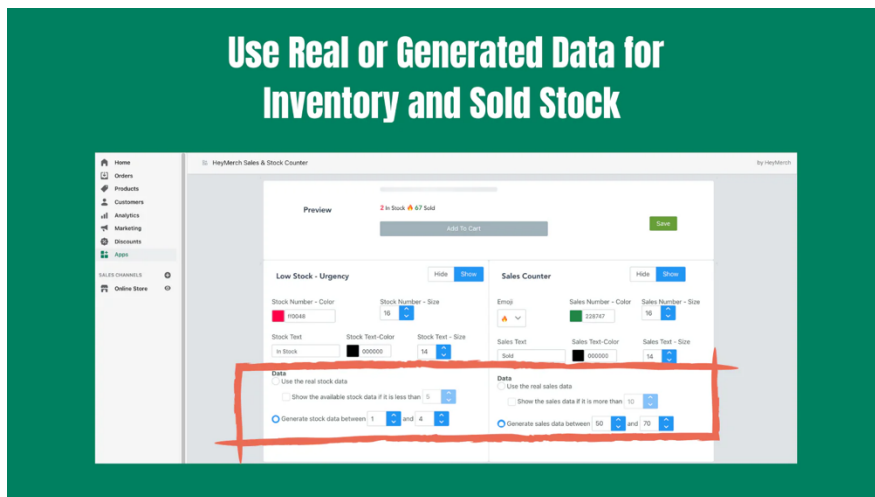 Use Real or Generated Data for
Inventory and Sold Stock
Home
Orders
Products
Customers
Analytics
Marketing
Discounts
Apps
SALES CHANNELS
Online Store
HeyMerch Sales & Stock Counter
by HeyMerch
Preview
2 In Stock 🔥 67 Sold
Add To Cart
Save
Low Stock - Urgency
Hide Show
Stock Number - Color
Stock Number - Size
ff0048
16
Stock Text
Stock Text-Color
Stock Text - Size
In Stock
000000
14
Data
Use the real stock data
Show the available stock data if it is less than 5
Generate stock data between 1 and 4
Sales Counter
Hide Show
Emoji
Sales Number - Color
Sales Number - Size
🔥
228747
16
Sales Text
Sales Text-Color
Sales Text - Size
Sold
000000
14
Data
Use the real sales data
Show the sales data if it is more than 10
Generate sales data between 50 and 70